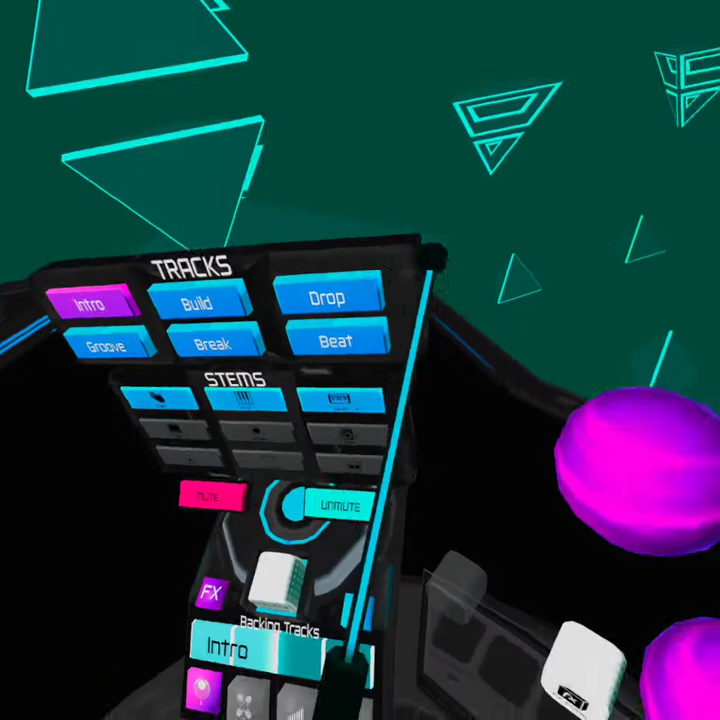 TRACKS
Intro Build Drop
Groove Break Beat
STEMS
MUTE UNMUTE
FX
Backing Tracks
Intro